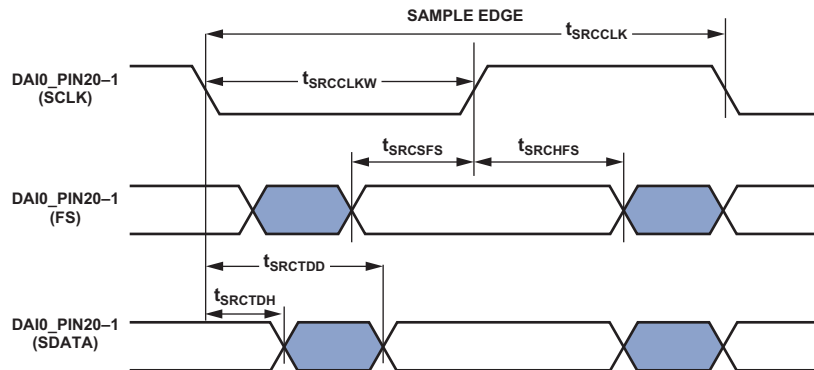 SAMPLE EDGE
tSRCCLK
DAI0_PIN20–1
(SCLK)
tSRCCLKW
tSRCSFS
tSRCHFS
DAI0_PIN20–1
(FS)
tSRCTDD
tSRCTDH
DAI0_PIN20–1
(SDATA)